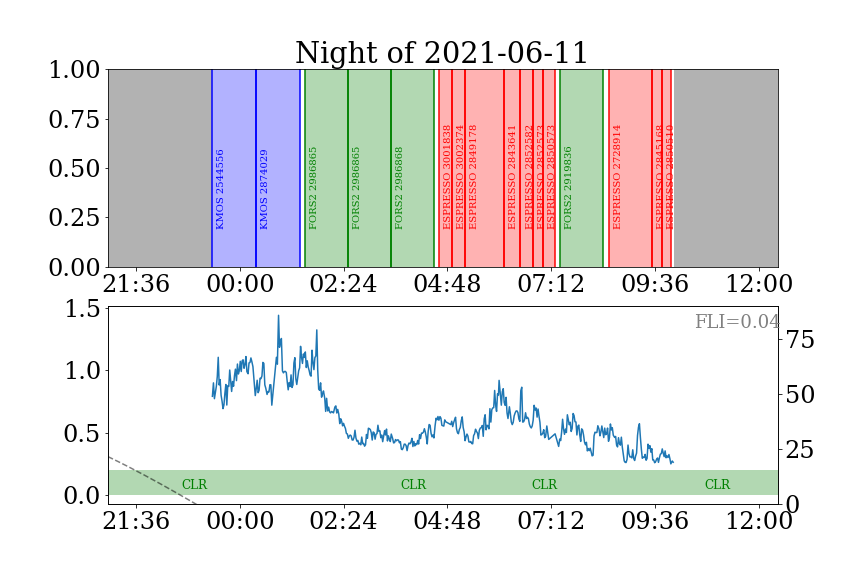 Night of 2021-06-11
1.00
0.75
0.50
0.25
0.00
KMOS 2544556
KMOS 2874029
FORS2 2986865
FORS2 2986865
FORS2 2986868
ESPRESSO 3001838
ESPRESSO 3002374
ESPRESSO 2849178
ESPRESSO 2843641
ESPRESSO 2852582
ESPRESSO 2852573
ESPRESSO 2850573
FORS2 2919836
ESPRESSO 2728914
ESPRESSO 2845168
ESPRESSO 2850510
21:36 00:00 02:24 04:48 07:12 09:36 12:00
1.5
1.0
0.5
0.0
FLI=0.04
75
50
25
0
CLR CLR CLR CLR
21:36 00:00 02:24 04:48 07:12 09:36 12:00